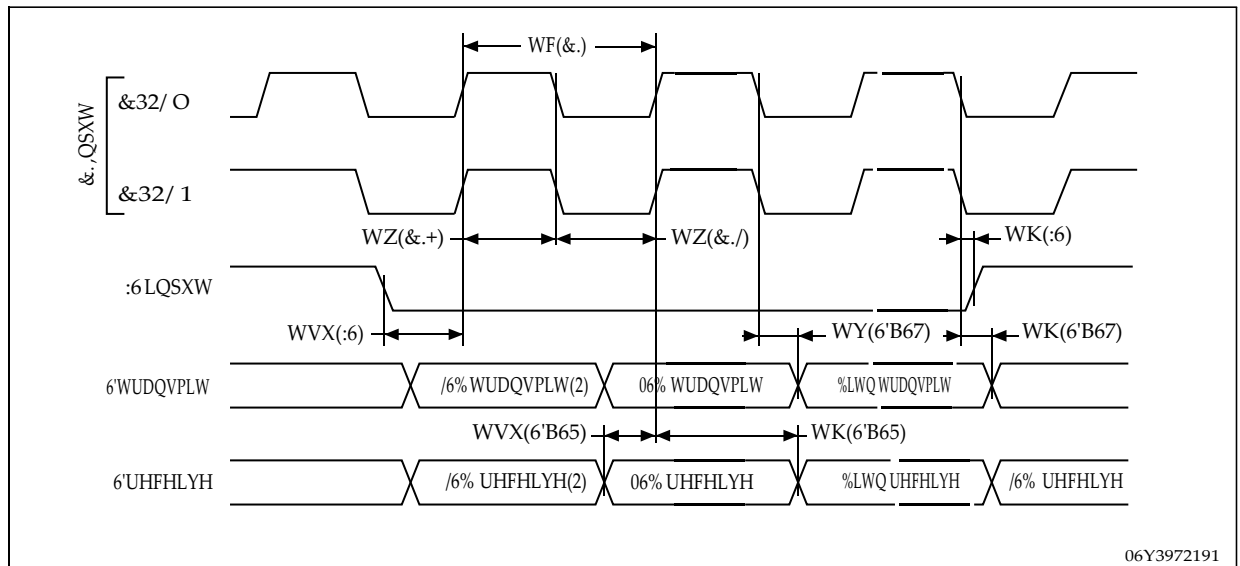 WF(&.)
&.,QSXW
&32/ O
&32/ 1
WZ(&.+)
WZ(&./)
WK(:6)
:6 LQSXW
WVX(:6)
WY(6'B67)
WK(6'B67)
6'WUDQVPLW
/6% WUDQVPLW(2)
06% WUDQVPLW
%LWQ WUDQVPLW
WVX(6'B65)
WK(6'B65)
6'UHFHLYH
/6% UHFHLYH(2)
06% UHFHLYH
%LWQ UHFHLYH
/6% UHFHLYH
06Y3972191